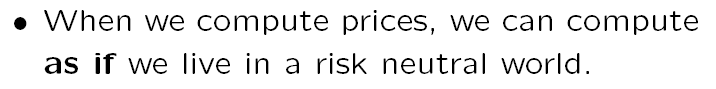 • When we compute prices, we can compute
as if we live in a risk neutral world.